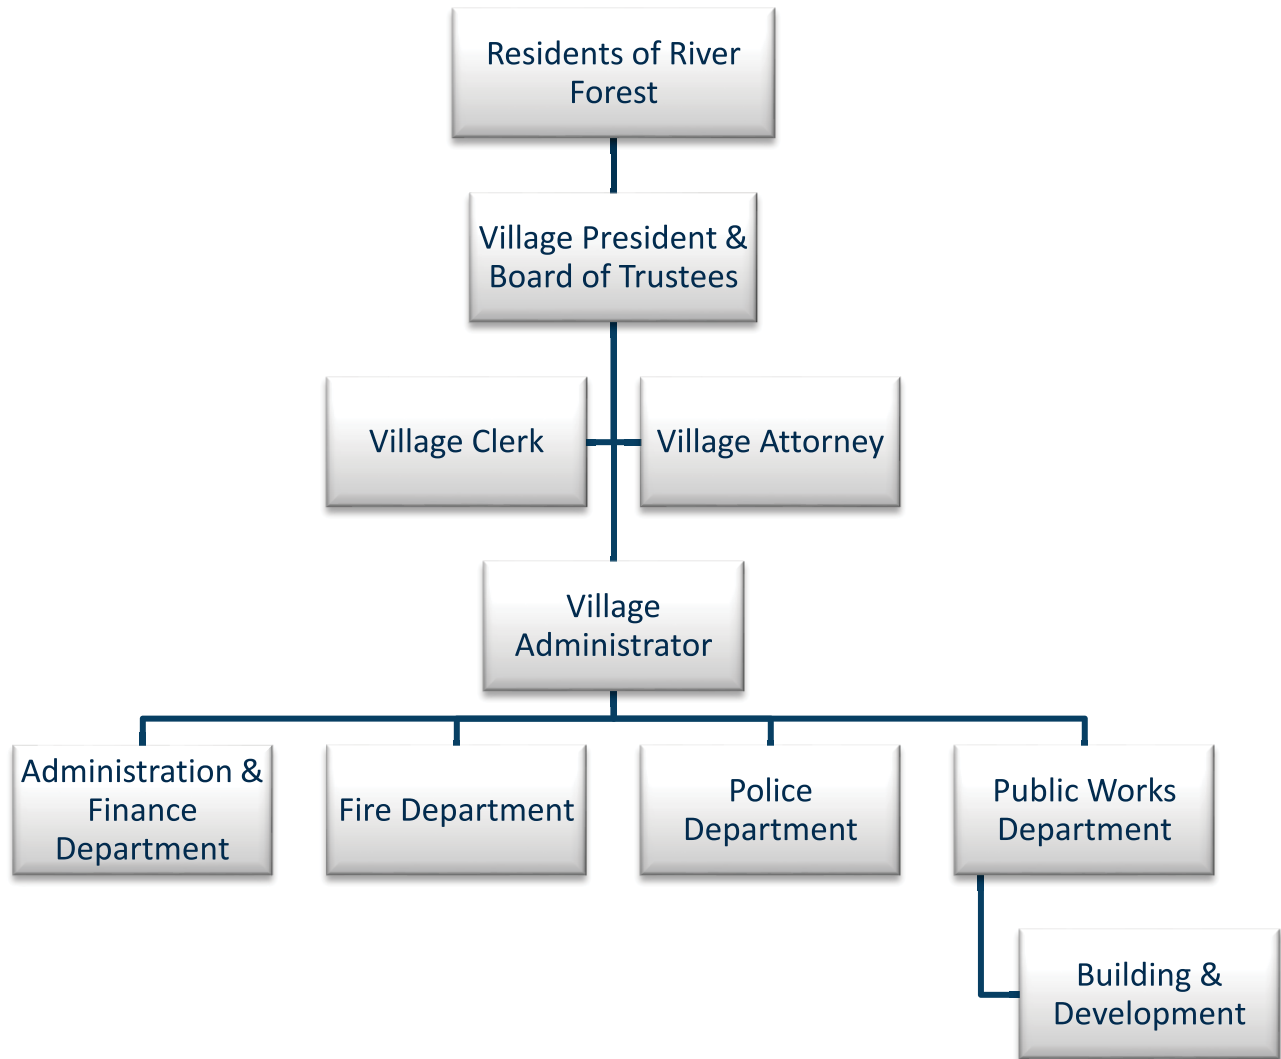 Residents of River
Forest
Village President &
Board of Trustees
Village Clerk
Village Attorney
Village
Administrator
Administration &
Finance
Department
Fire Department
Police
Department
Public Works
Department
Building &
Development